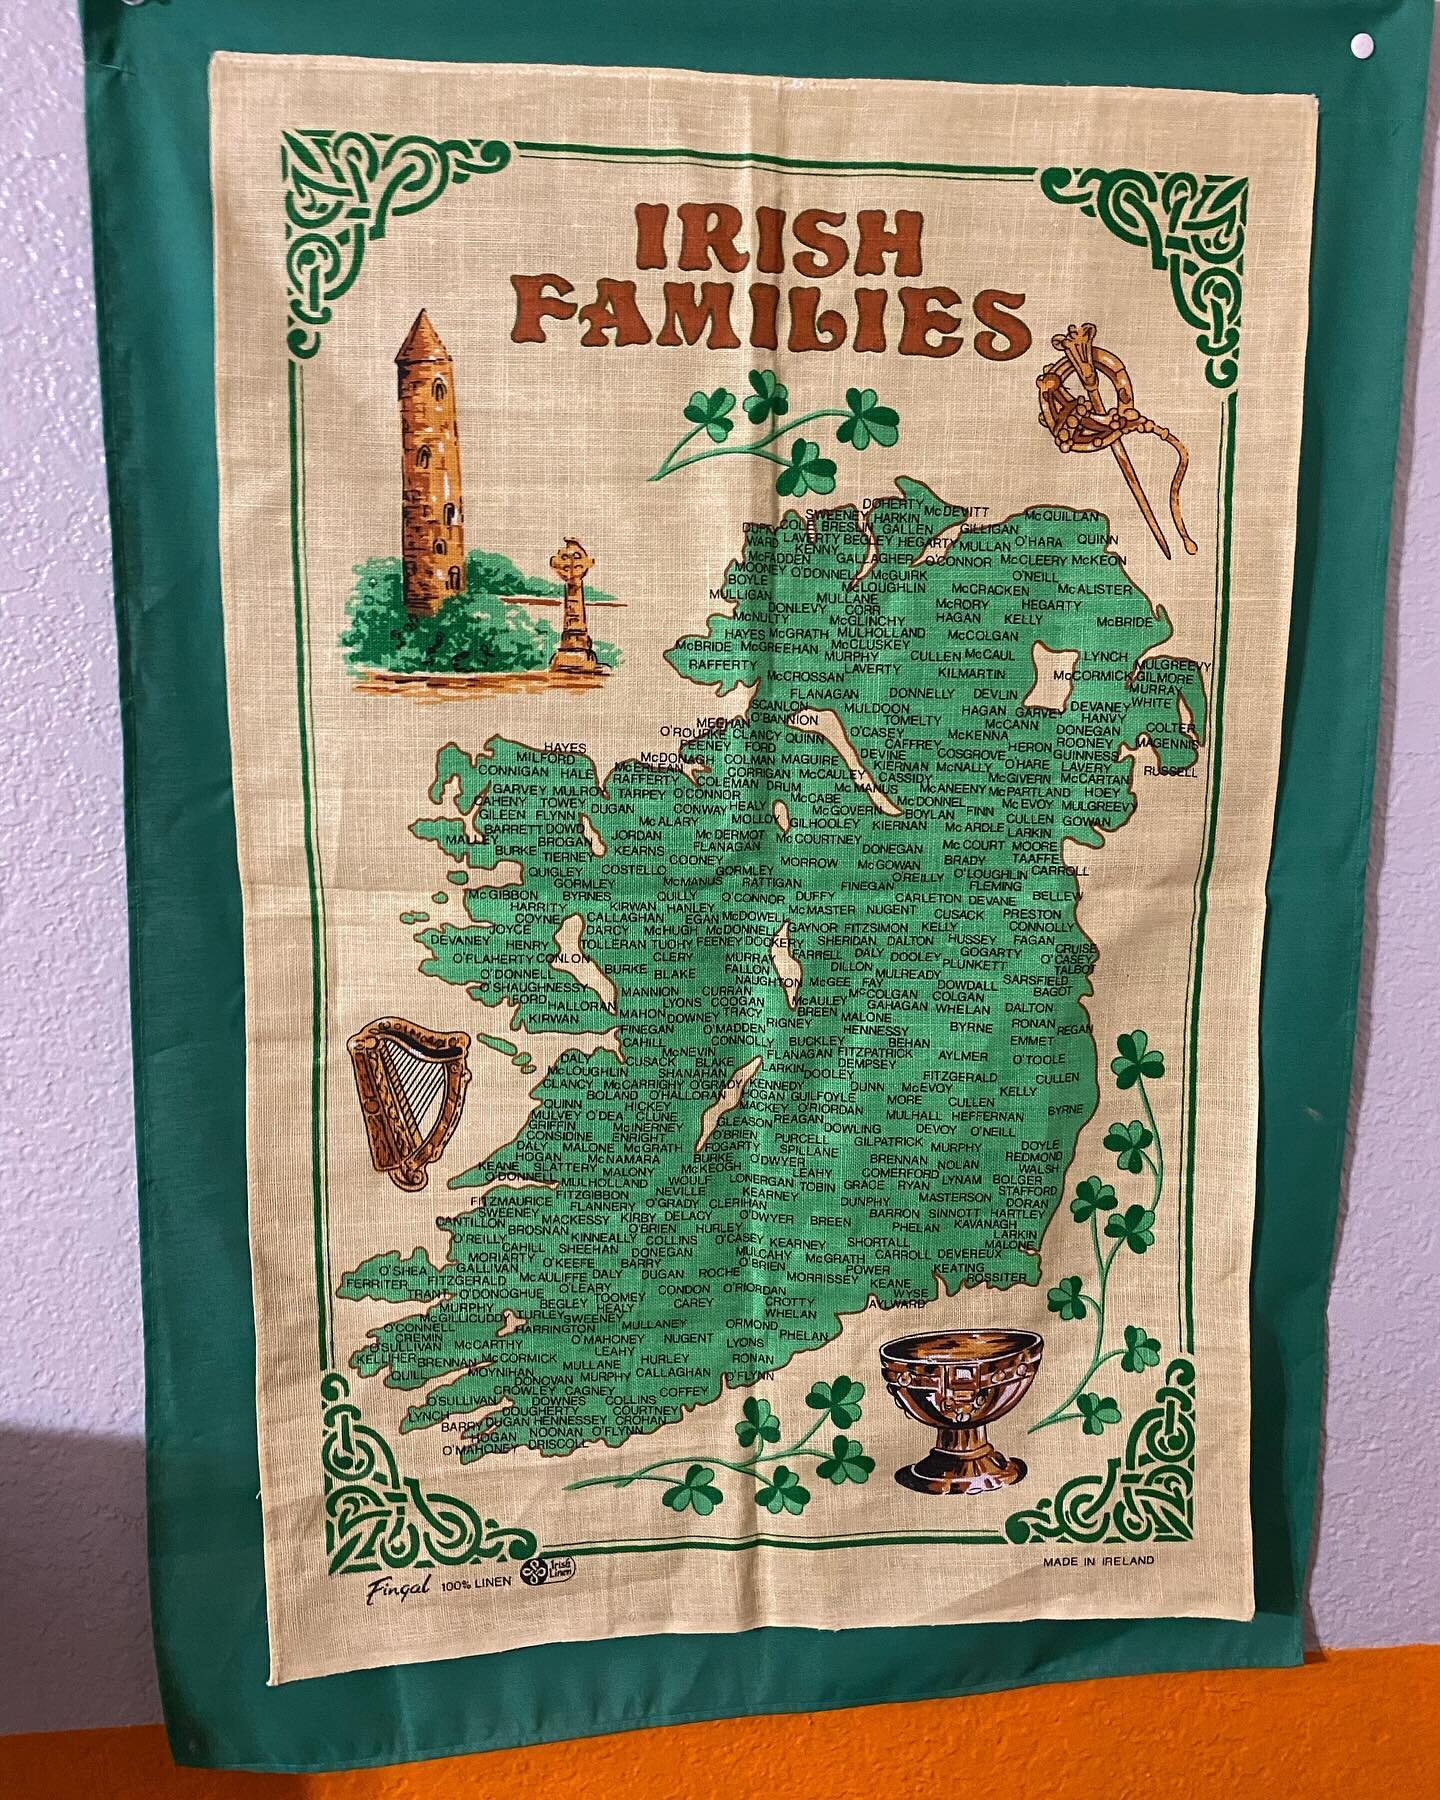 IRISH
FAMILIES
DOHERTY
SWEENEY HARKIN McDEVITT McQUILLAN
DUFFY COLE BRESLIN GALLEN GILLIGAN
WARD LAVERTY BEGLEY HEGARTY MULLAN O'HARA QUINN
KENNY
McFADDEN GALLAGHER O'CONNOR McCLEERY McKEON
MOONEY O'DONNELL McGUIRK O'NEILL
BOYLE McLOUGHLIN McCRACKEN McALISTER
MULLIGAN MULLANE McRORY HEGARTY
DONLEVY CORR
McNULTY McGLINCHY HAGAN KELLY McBRIDE
HAYES McGRATH MULHOLLAND McCOLGAN
McBRIDE McGREEHAN McCLUSKEY
MURPHY CULLEN McCAUL LYNCH
RAFFERTY LAVERTY KILMARTIN McCORMICK MULGREEVY
GILMORE
McCROSSAN MURRAY
FLANAGAN DONNELLY DEVLIN WHITE
SCANLON MULDOON HAGAN GARVEY DEVANEY
MEEHAN O'BANNION TOMELTY McCANN HANVY
O'ROURKE CLANCY QUINN O'CASEY McKENNA DONEGAN COLTER
HAYES FEENEY FORD CAFFREY HERON ROONEY MAGENNIS
MILFORD McDONAGH COLMAN MAGUIRE DEVINE COSGROVE GUINNESS
CONNIGAN HALE McERLEAN CORRIGAN McCAULEY KIERNAN McNALLY O'HARE LAVERY RUSSELL
RAFFERTY COLEMAN DRUM CASSIDY McGIVERN McCARTAN
GARVEY MULROY TARPEY O'CONNOR McMANUS McANEENY McPARTLAND HOEY
CAHENY TOWEY DUGAN CONWAY HEALY McCABE McDONNEL McEVOY MULGREEVY
GILEEN FLYNN McALARY MOLLOY McGOVERN BOYLAN FINN CULLEN GOWAN
BARRETT DOWD GILHOOLEY KIERNAN McARDLE LARKIN
BROGAN JORDAN McDERMOT McCOURTNEY McCOURT MOORE
BURKE TIERNEY KEARNS FLANAGAN DONEGAN BRADY TAAFFE
COONEY MORROW McGOWAN
QUIGLEY COSTELLO GORMLEY O'REILLY O'LOUGHLIN CARROLL
GORMLEY McMANUS RATTIGAN FINEGAN FLEMING
McGIBBON BYRNES QUILLY O'CONNOR DUFFY CARLETON DEVANE BELLEW
HARRITY KIRWAN HANLEY McMASTER NUGENT CUSACK PRESTON
COYNE CALLAGHAN EGAN McDOWELL
JOYCE DARCY McHUGH McDONNELL GAYNOR FITZSIMON KELLY CONNOLLY
DEVANEY HENRY TOLLERAN TUOHY FEENEY DOCKERY SHERIDAN DALTON HUSSEY FAGAN
O'FLAHERTY CONLON CLERY MURRAY FARRELL DALY DOOLEY GOGARTY CRUISE
O'CASEY
O'DONNELL BURKE BLAKE FALLON DILLON MULREADY PLUNKETT TALBOT
O'SHAUGHNESSY NAUGHTON McGEE FAY DOWDALL SARSFIELD
FORD HALLORAN MANNION CURRAN McCOLGAN COLGAN BAGOT
KIRWAN LYONS COOGAN McAULEY GAHAGAN WHELAN DALTON
MAHON DOWNEY TRACY BREEN MALONE
FINEGAN O'MADDEN RIGNEY HENNESSY BYRNE RONAN REGAN
CAHILL CONNOLLY BUCKLEY BEHAN EMMET
DALY McNEVIN FLANAGAN FITZPATRICK AYLMER O'TOOLE
CUSACK BLAKE LARKIN DEMPSEY
McLOUGHLIN SHANAHAN DOOLEY FITZGERALD CULLEN
CLANCY McCARRIGHY O'GRADY KENNEDY DUNN McEVOY KELLY
BOLAND O'HALLORAN HOGAN GUILFOYLE MORE CULLEN
QUINN HICKEY MACKEY O'RIORDAN MULHALL HEFFERNAN BYRNE
MULVEY O'DEA CLUNE REAGAN
GRIFFIN McINERNEY GLEASON DOWLING DEVOY O'NEILL
CONSIDINE ENRIGHT O'BRIEN PURCELL GILPATRICK MURPHY DOYLE
DALY MALONE McGRATH FOGARTY SPILLANE REDMOND
HOGAN McNAMARA BURKE O'DWYER BRENNAN NOLAN WALSH
KEANE SLATTERY MALONY McKEOGH LEAHY COMERFORD LYNAM BOLGER
O'DONNELL MULHOLLAND WOULF LONERGAN TOBIN GRACE RYAN STAFFORD
FITZMAURICE FITZGIBBON NEVILLE KEARNEY DUNPHY MASTERSON DORAN
SWEENEY FLANNERY O'GRADY CLERIHAN BARRON SINNOTT HARTLEY
CANTILLON MACKESSY KIRBY DELACY O'DWYER BREEN PHELAN KAVANAGH
BROSNAN O'BRIEN HURLEY LARKIN
O'REILLY KINNEALLY COLLINS O'CASEY KEARNEY SHORTALL MALONE
CAHILL SHEEHAN DONEGAN MULCAHY McGRATH CARROLL DEVEREUX
MORIARTY O'KEEFE BARRY O'BRIEN POWER KEATING
O'SHEA GALLIVAN McAULIFFE DALY DUGAN ROCHE MORRISSEY KEANE ROSSITER
FERRITER FITZGERALD O'LEARY CONDON O'RIORDAN WYSE
TRANT O'DONOGHUE TOOMEY AYLWARD
MURPHY BEGLEY HEALY CAREY CROTTY
McGILLICUDDY TURLEY SWEENEY WHELAN
O'CONNELL HARRINGTON MULLANEY ORMOND
CREMIN O'MAHONEY NUGENT LYONS PHELAN
O'SULLIVAN McCARTHY LEAHY
KELLIHER BRENNAN McCORMICK MULLANE HURLEY RONAN
QUILL MOYNIHAN DONOVAN MURPHY CALLAGHAN D'FLYNN
CROWLEY CAGNEY COFFEY
O'SULLIVAN DOWNES COLLINS
LYNCH DOUGHERTY COURTNEY
BARRY DUGAN HENNESSEY CROHAN
HOGAN NOONAN O'FLYNN
O'MAHONEY DRISCOLL
Fingal 100% LINEN Irish Linen
MADE IN IRELAND